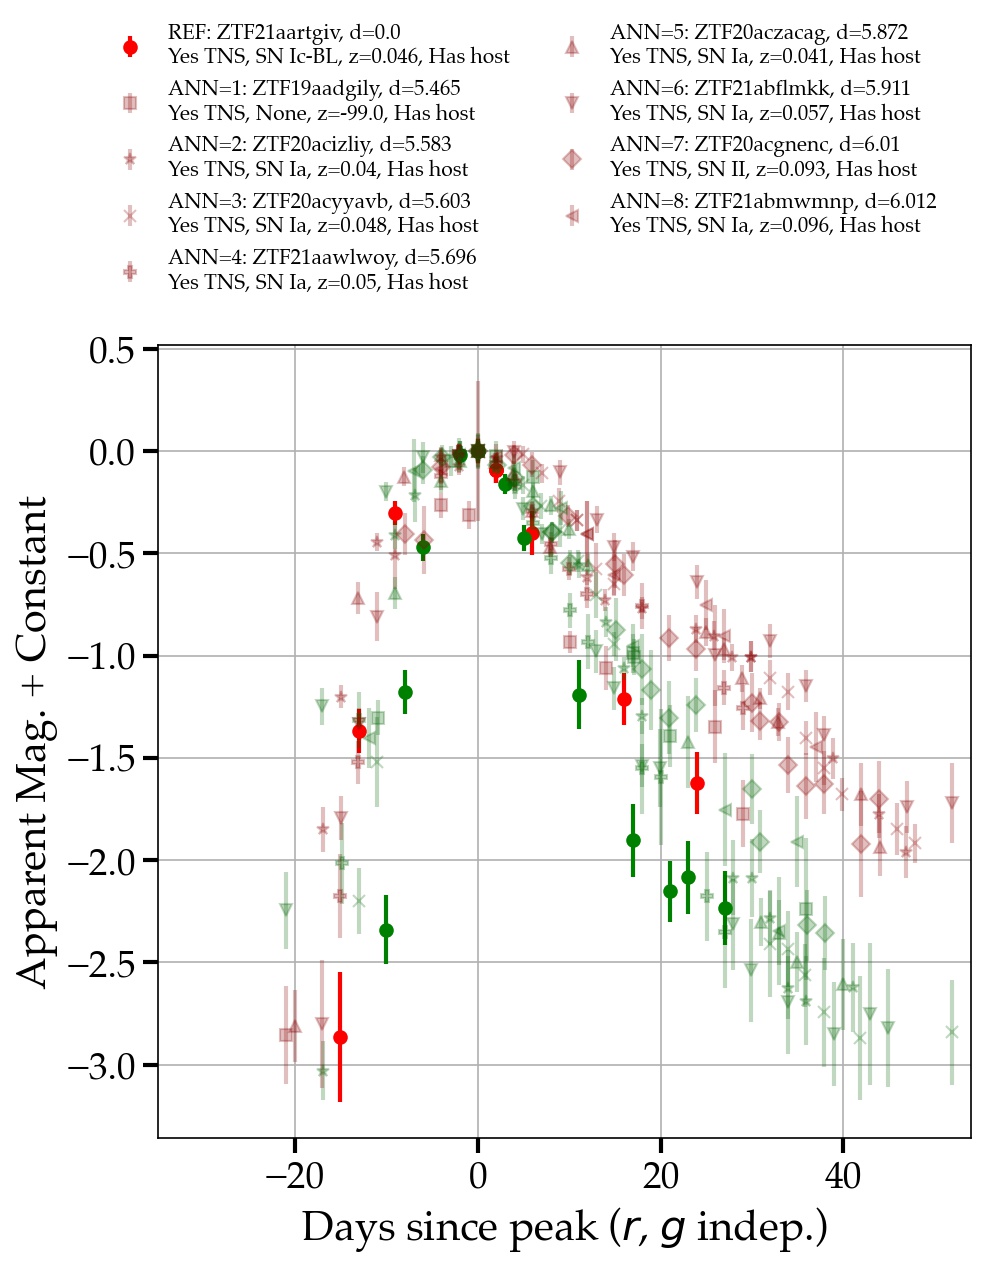 REF: ZTF21aartgiv, d=0.0
Yes TNS, SN Ic-BL, z=0.046, Has host
ANN=1: ZTF19aadgily, d=5.465
Yes TNS, None, z=-99.0, Has host
ANN=2: ZTF20acizliy, d=5.583
Yes TNS, SN Ia, z=0.04, Has host
ANN=3: ZTF20acyyavb, d=5.603
Yes TNS, SN Ia, z=0.048, Has host
ANN=4: ZTF21aawlwoy, d=5.696
Yes TNS, SN Ia, z=0.05, Has host
ANN=5: ZTF20aczacag, d=5.872
Yes TNS, SN Ia, z=0.041, Has host
ANN=6: ZTF21abflmkk, d=5.911
Yes TNS, SN Ia, z=0.057, Has host
ANN=7: ZTF20acgnenc, d=6.01
Yes TNS, SN II, z=0.093, Has host
ANN=8: ZTF21abmwmnp, d=6.012
Yes TNS, SN Ia, z=0.096, Has host
Apparent Mag. + Constant
0.5
0.0
−0.5
−1.0
−1.5
−2.0
−2.5
−3.0
−20 0 20 40
Days since peak (r, g indep.)